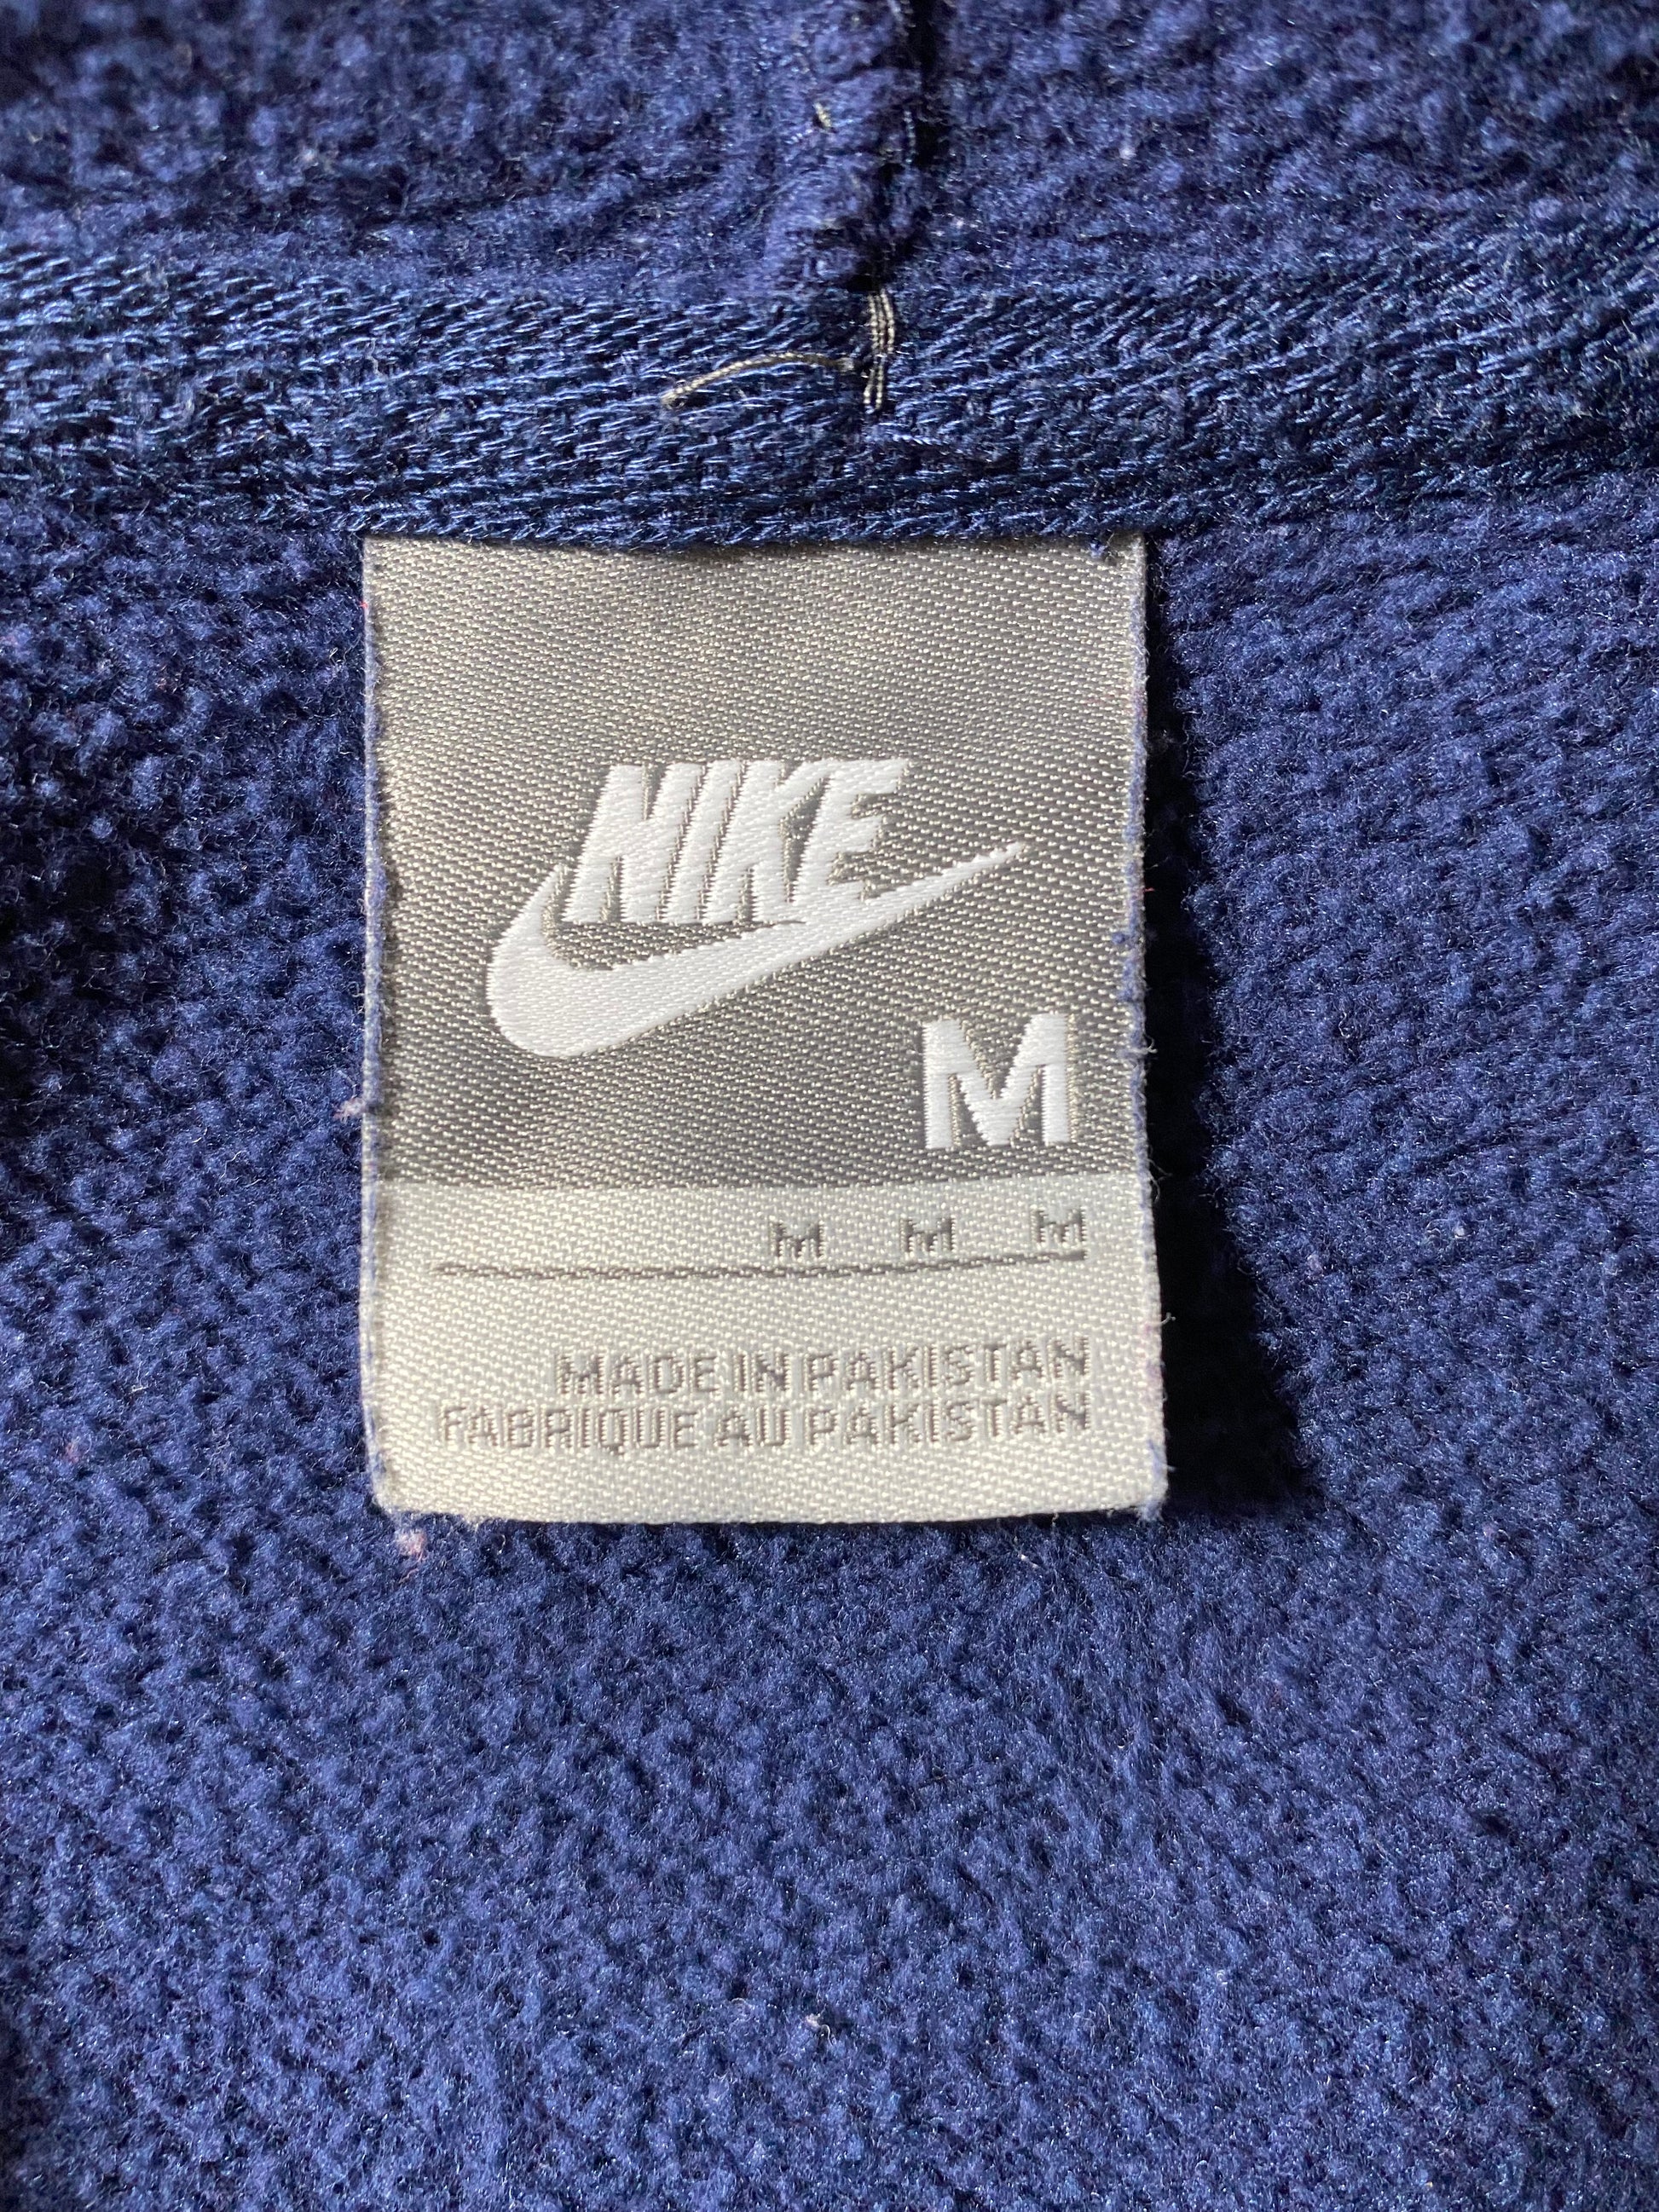 NIKE
M
M M M
MADE IN PAKISTAN
FABRIQUE AU PAKISTAN